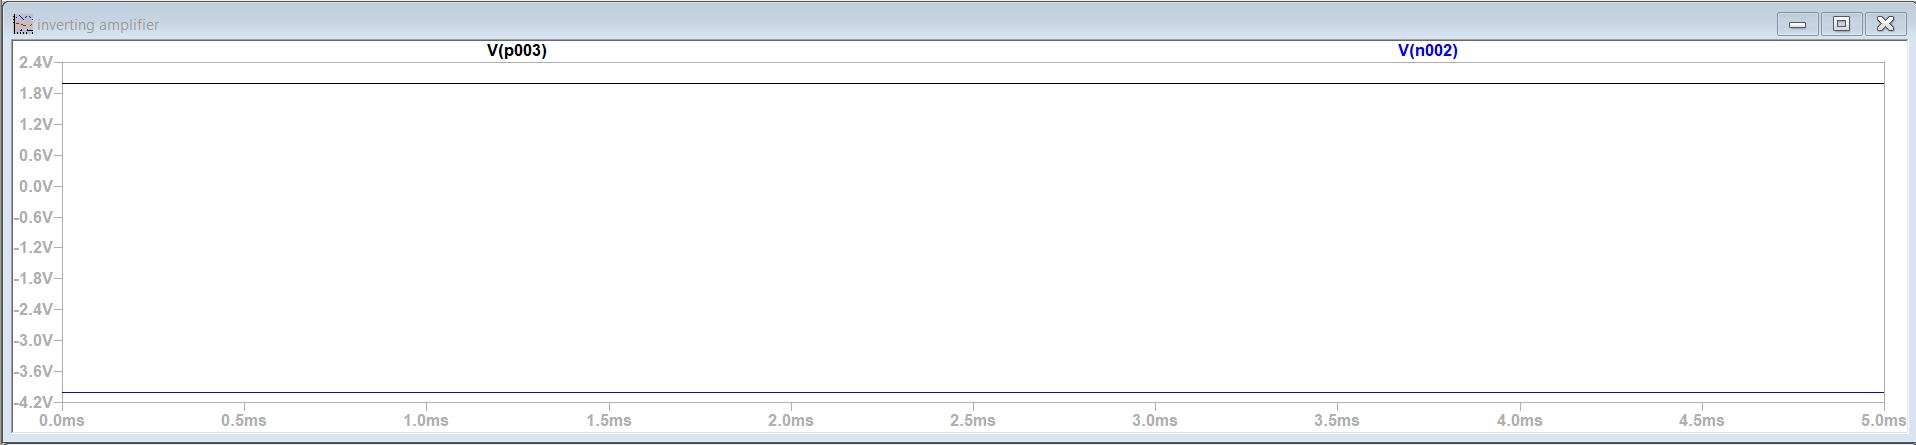 inverting amplifier
V(p003) V(n002)
2.4V
1.8V
1.2V
0.6V
0.0V
-0.6V
-1.2V
-1.8V
-2.4V
-3.0V
-3.6V
-4.2V
0.0ms 0.5ms 1.0ms 1.5ms 2.0ms 2.5ms 3.0ms 3.5ms 4.0ms 4.5ms 5.0ms